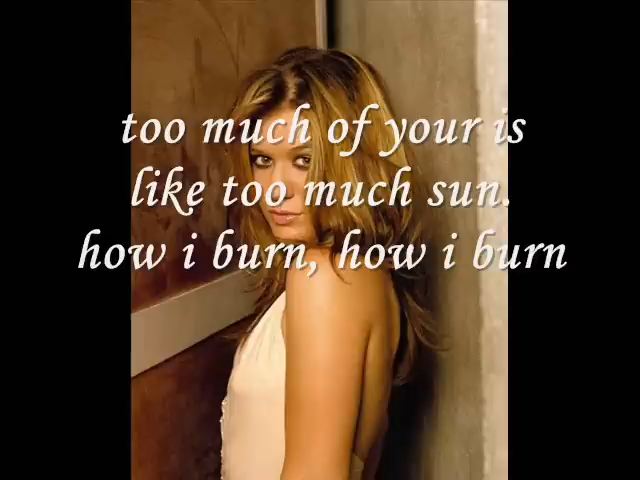 too much of your is
like too much sun.
how i burn, how i burn